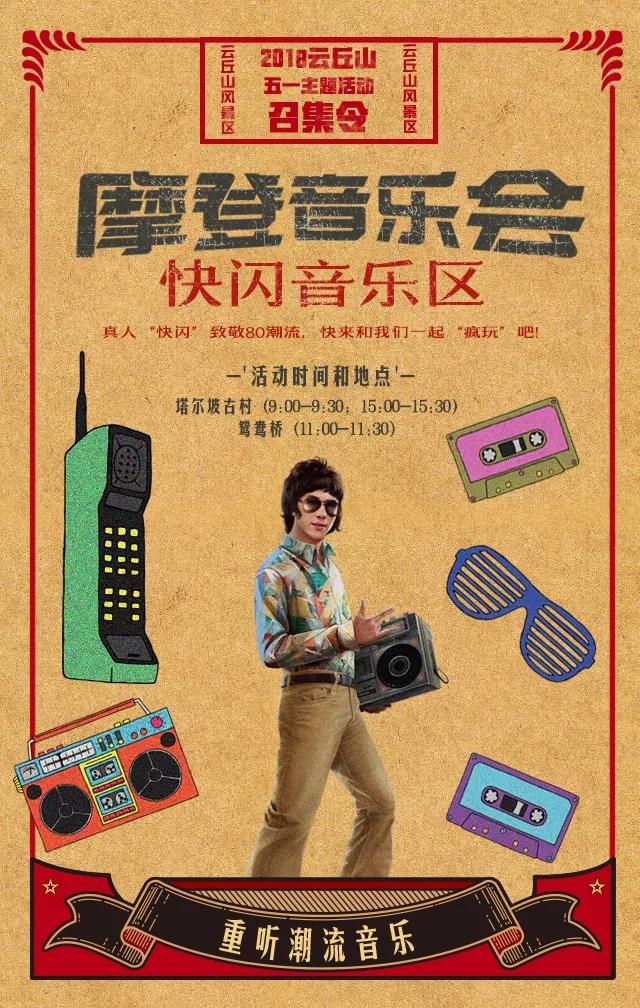 云丘山风景区
2018云丘山
五一主题活动
召集令
云丘山风景区
摩登音乐会
快闪音乐区
真人“快闪”致敬80潮流,快来和我们一起“疯玩”吧!
—'活动时间和地点'—
塔尔坡古村(9:00—9:30;15:00—15:30)
鸳鸯桥(11:00—11:30)
重听潮流音乐